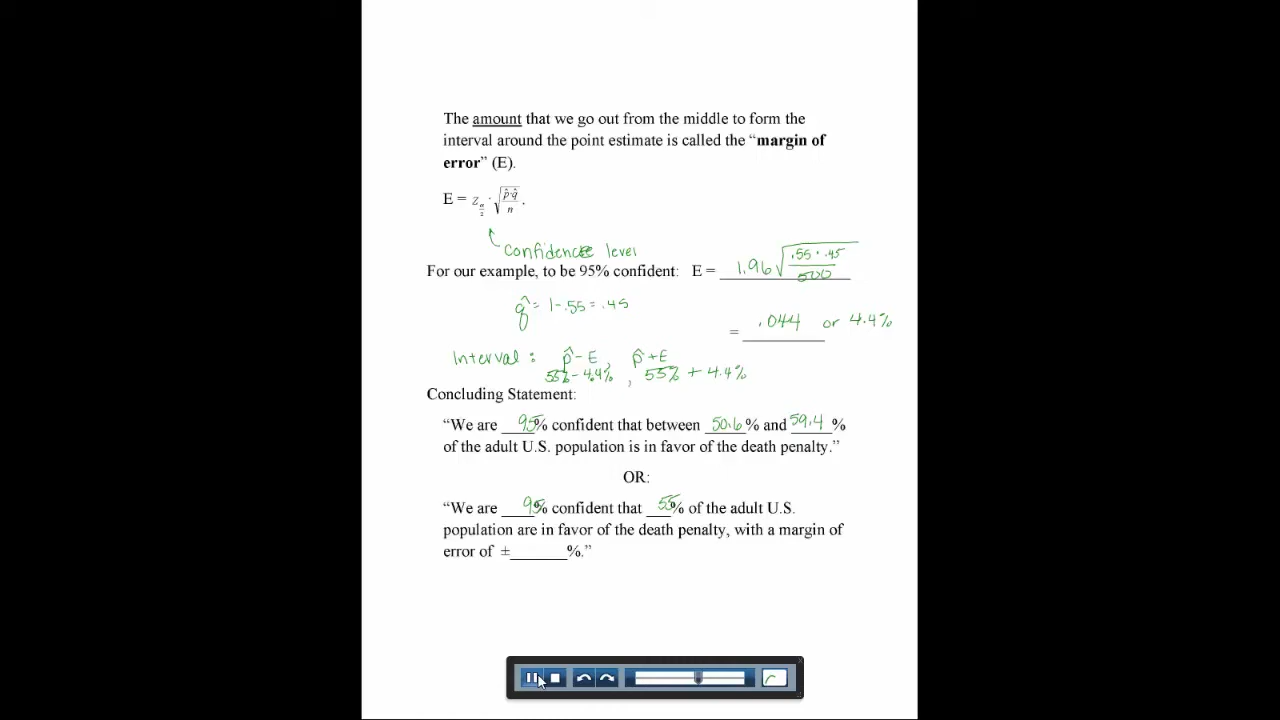 The amount that we go out from the middle to form the
interval around the point estimate is called the “margin of
error” (E).
E = z_{α/2} · √(p̂·q̂/n).
Confidence level
For our example, to be 95% confident: E = 1.96√(.55 · .45/500)
q̂ = 1 - .55 = .45
= .044 or 4.4%
Interval : p̂ - E, p̂ + E
55% - 4.4%, 55% + 4.4%
Concluding Statement:
“We are 95% confident that between 50.6% and 59.4%
of the adult U.S. population is in favor of the death penalty.”
OR:
“We are 95% confident that 55% of the adult U.S.
population are in favor of the death penalty, with a margin of
error of ±_______%.”